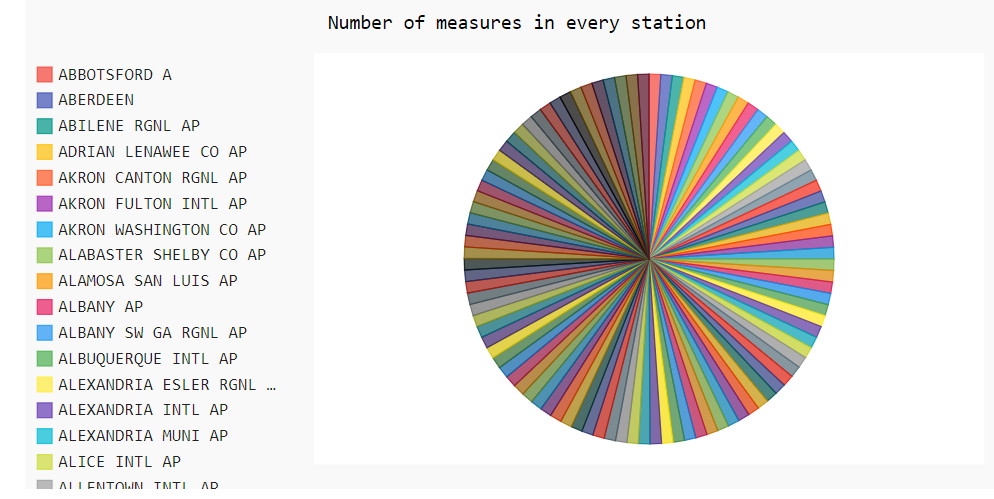 Number of measures in every station
ABBOTSFORD A
ABERDEEN
ABILENE RGNL AP
ADRIAN LENAWEE CO AP
AKRON CANTON RGNL AP
AKRON FULTON INTL AP
AKRON WASHINGTON CO AP
ALABASTER SHELBY CO AP
ALAMOSA SAN LUIS AP
ALBANY AP
ALBANY SW GA RGNL AP
ALBUQUERQUE INTL AP
ALEXANDRIA ESLER RGNL …
ALEXANDRIA INTL AP
ALEXANDRIA MUNI AP
ALICE INTL AP
ALLENTOWN INTL AP